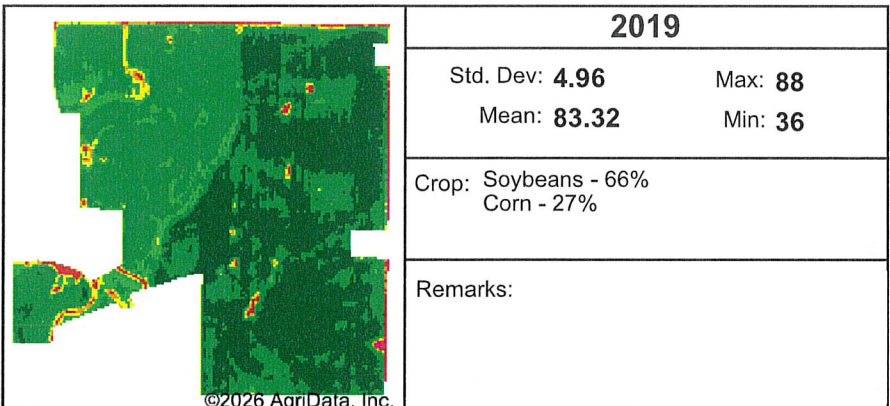 2019
Std. Dev: 4.96 Max: 88
Mean: 83.32 Min: 36
Crop: Soybeans - 66%
Corn - 27%
Remarks:
©2026 AgriData, Inc.